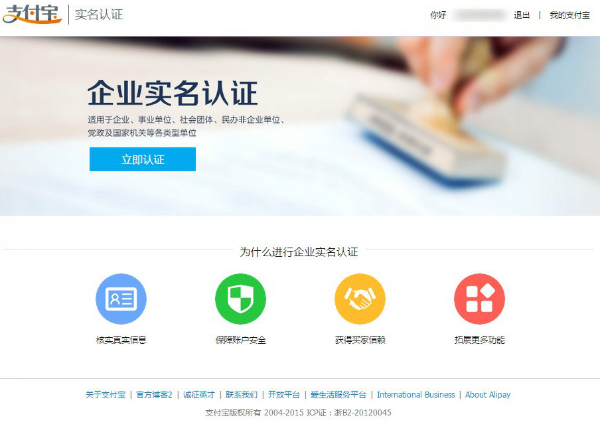 支付宝 实名认证 你好 退出 | 我的支付宝
企业实名认证
适用于企业、事业单位、社会团体、民办非企业单位、
党政及国家机关等各类型单位
立即认证
为什么进行企业实名认证
核实真实信息 保障账户安全 获得买家信赖 拓展更多功能
关于支付宝 | 官方博客2 | 诚征英才 | 联系我们 | 开放平台 | 爱生活服务平台 | International Business | About Alipay
支付宝版权所有 2004-2015 ICP证：浙B2-20120045